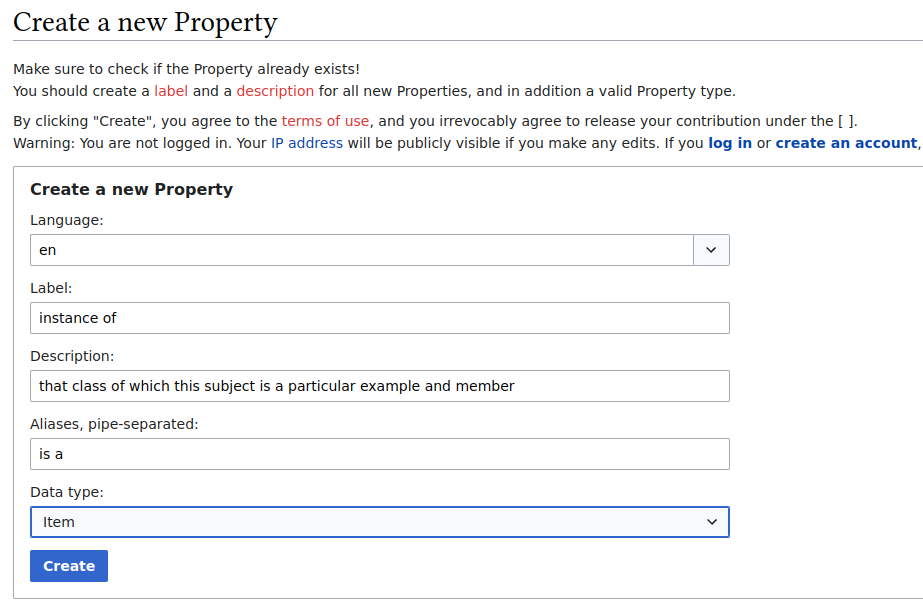 Create a new Property
Make sure to check if the Property already exists!
You should create a label and a description for all new Properties, and in addition a valid Property type.
By clicking "Create", you agree to the terms of use, and you irrevocably agree to release your contribution under the [ ].
Warning: You are not logged in. Your IP address will be publicly visible if you make any edits. If you log in or create an account,
Create a new Property
Language:
en
Label:
instance of
Description:
that class of which this subject is a particular example and member
Aliases, pipe-separated:
is a
Data type:
Item
Create